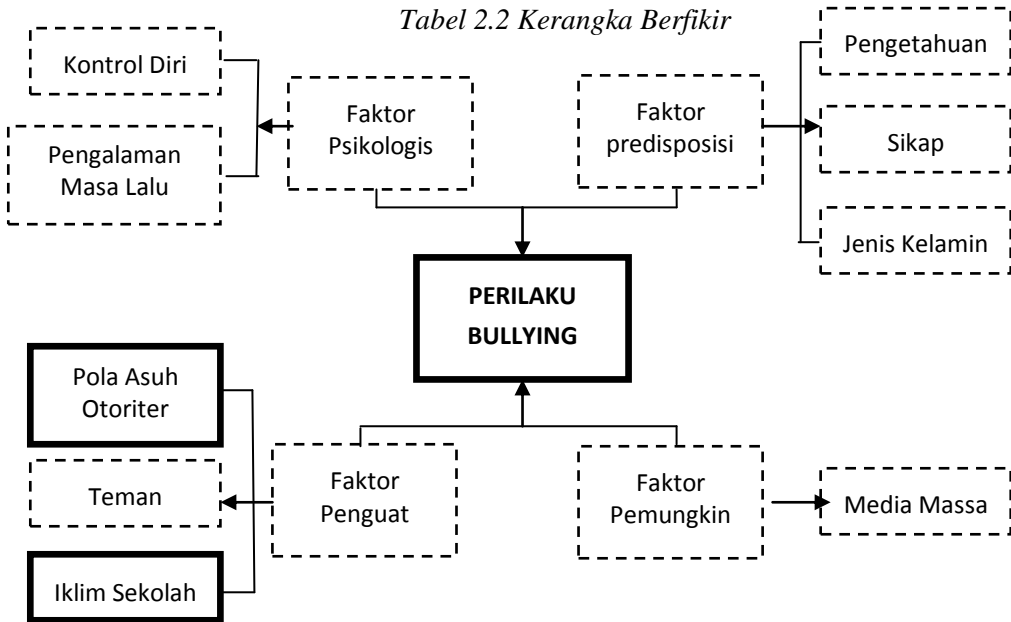 Tabel 2.2 Kerangka Berfikir
Kontrol Diri
Pengalaman
Masa Lalu
Faktor
Psikologis
Faktor
predisposisi
Pengetahuan
Sikap
Jenis Kelamin
PERILAKU
BULLYING
Pola Asuh
Otoriter
Teman
Iklim Sekolah
Faktor
Penguat
Faktor
Pemungkin
Media Massa